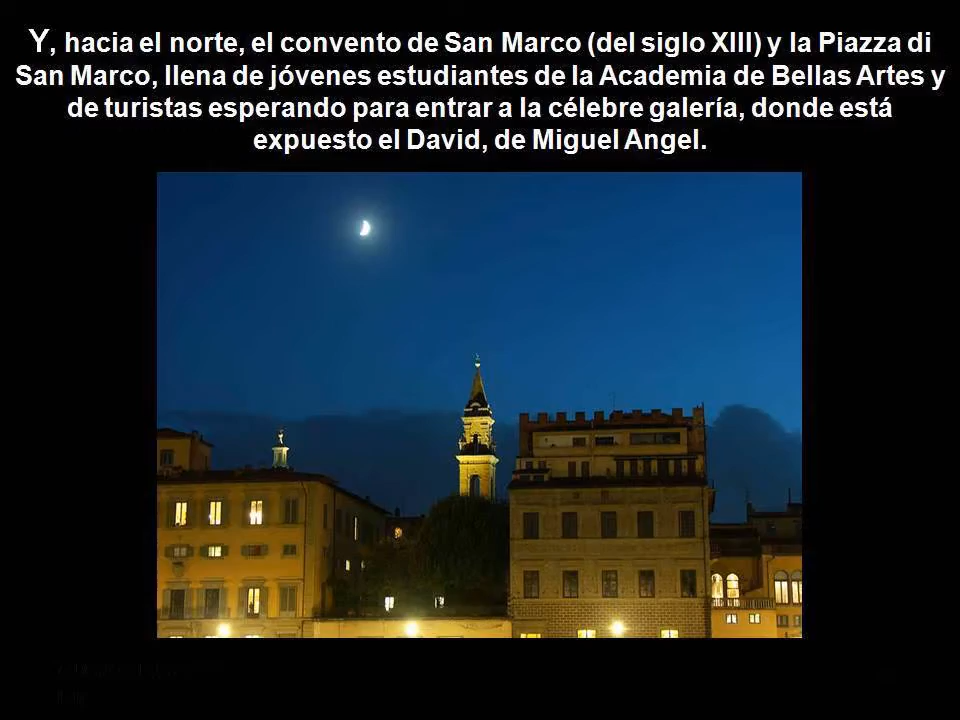 Y, hacia el norte, el convento de San Marco (del siglo XIII) y la Piazza di
San Marco, llena de jóvenes estudiantes de la Academia de Bellas Artes y
de turistas esperando para entrar a la célebre galería, donde está
expuesto el David, de Miguel Angel.